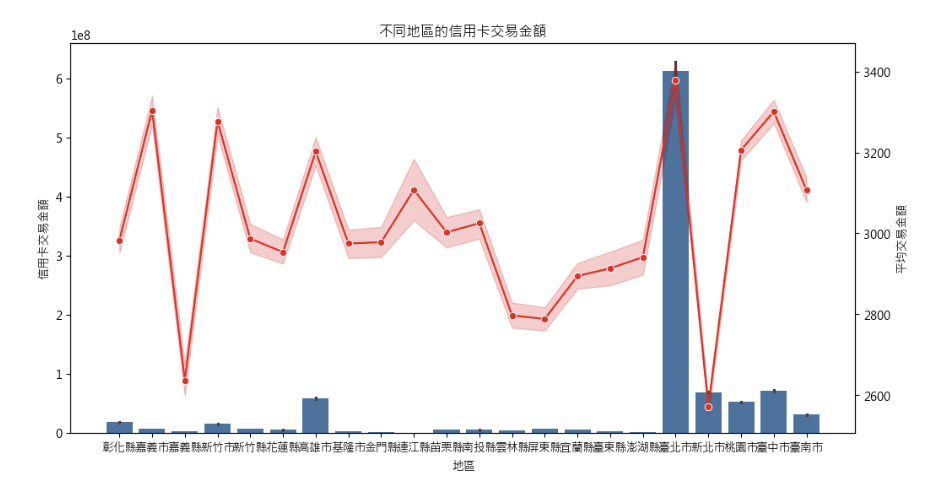 不同地區的信用卡交易金額
1e8
6
5
4
3
2
1
0
信用卡交易金額
3400
3200
3000
2800
2600
平均交易金額
彰化縣 嘉義市 嘉義縣 新竹市 新竹縣 花蓮縣 高雄市 基隆市 金門縣 連江縣 苗栗縣 南投縣 雲林縣 屏東縣 宜蘭縣 臺東縣 澎湖縣 臺北市 新北市 桃園市 臺中市 臺南市
地區